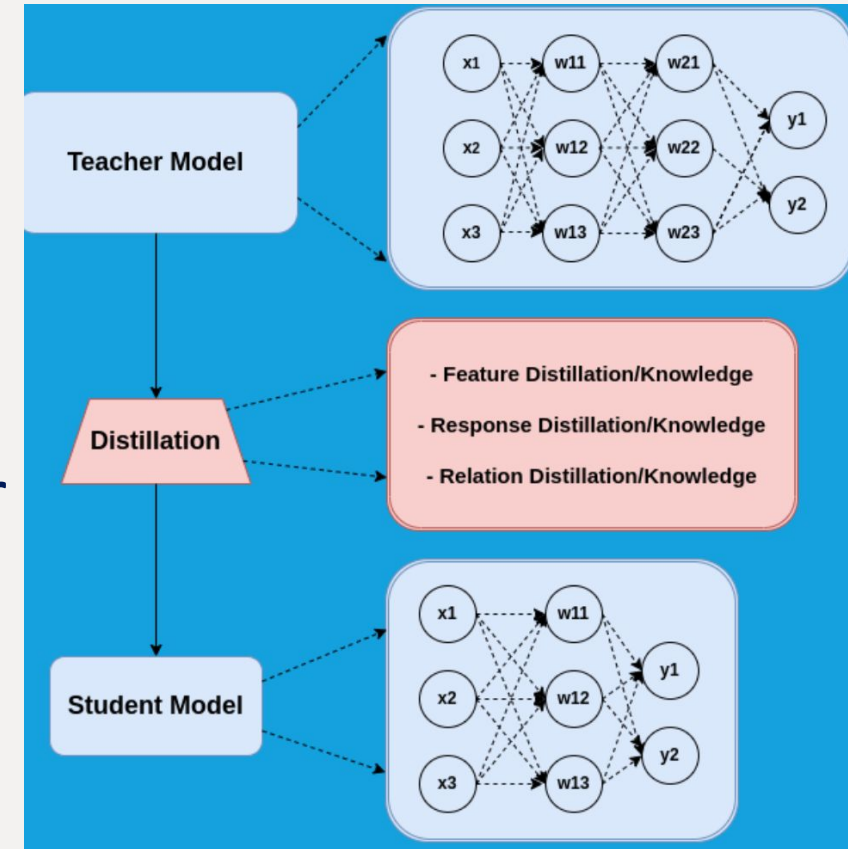 Teacher Model
x1
w11
w21
x2
w12
w22
x3
w13
w23
y1
y2
Distillation
- Feature Distillation/Knowledge
- Response Distillation/Knowledge
- Relation Distillation/Knowledge
Student Model
x1
w11
x2
w12
x3
w13
y1
y2